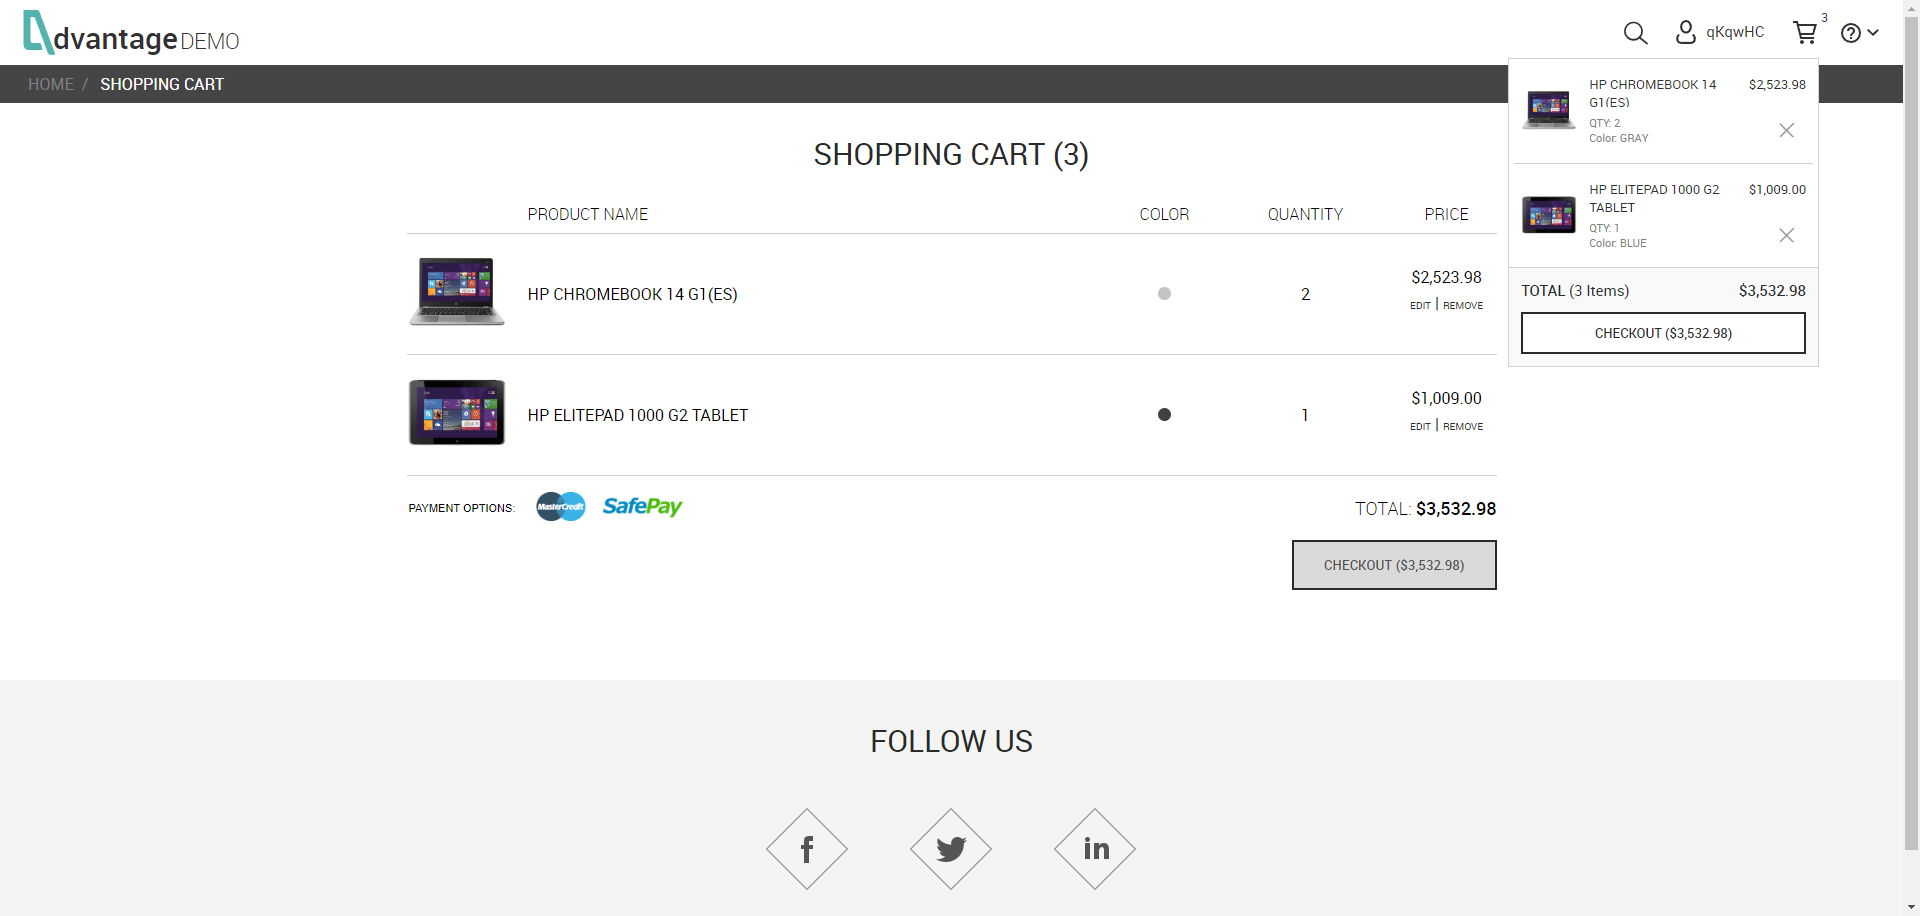 dvantage DEMO
qKqwHC
3
HOME / SHOPPING CART
HP CHROMEBOOK 14 G1(ES)
$2,523.98
QTY: 2
Color: GRAY
HP ELITEPAD 1000 G2 TABLET
$1,009.00
QTY: 1
Color: BLUE
TOTAL (3 Items) $3,532.98
CHECKOUT ($3,532.98)
SHOPPING CART (3)
PRODUCT NAME COLOR QUANTITY PRICE
HP CHROMEBOOK 14 G1(ES) 2 $2,523.98
EDIT | REMOVE
HP ELITEPAD 1000 G2 TABLET 1 $1,009.00
EDIT | REMOVE
PAYMENT OPTIONS: MasterCredit SafePay
TOTAL: $3,532.98
CHECKOUT ($3,532.98)
FOLLOW US
f
in